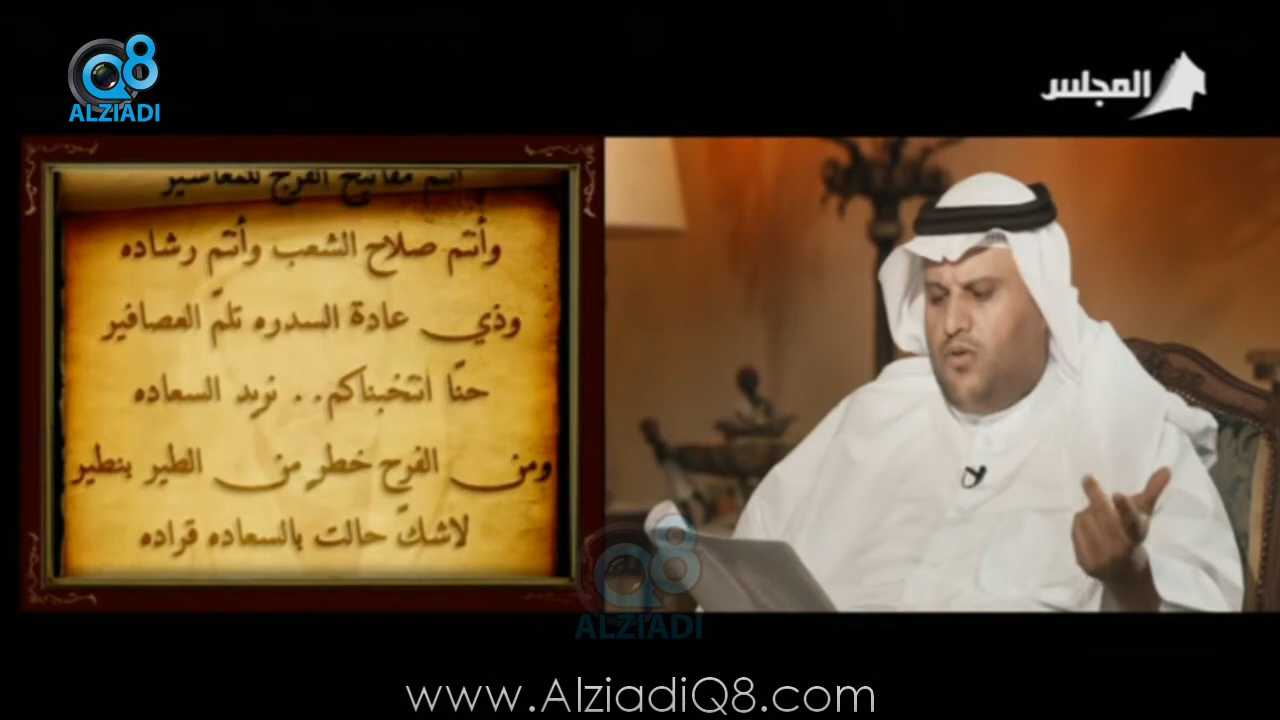 Q8
ALZIADI
المجلس
انتم مفاتيح الفرج للمعاسير
وأنتم صلاح الشعب وأنتم رشاده
وذي عادة السدره تلمّ العصافير
حنّا انتخبناكم.. نريد السعاده
ومن الفرح خطرٍ من الطير بنطير
لاشكّ حالت بالسعاده قراده
Q8
ALZIADI
www.AlziadiQ8.com